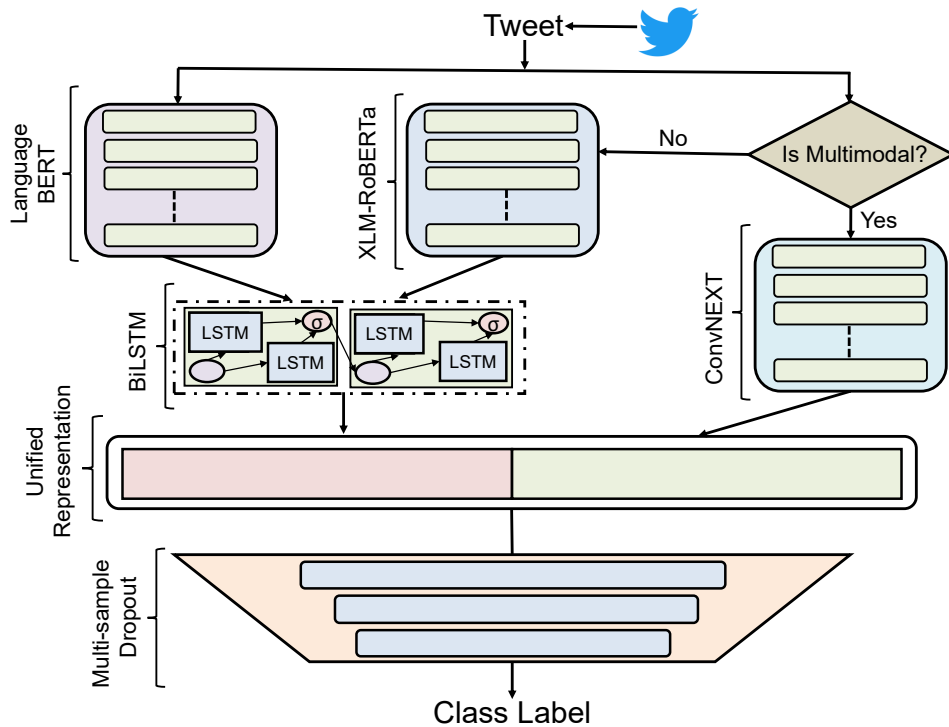 Tweet
Language
BERT
XLM-RoBERTa
No
Is Multimodal?
Yes
ConvNEXT
BiLSTM
LSTM
σ
LSTM
LSTM
σ
LSTM
Unified
Representation
Multi-sample
Dropout
Class Label